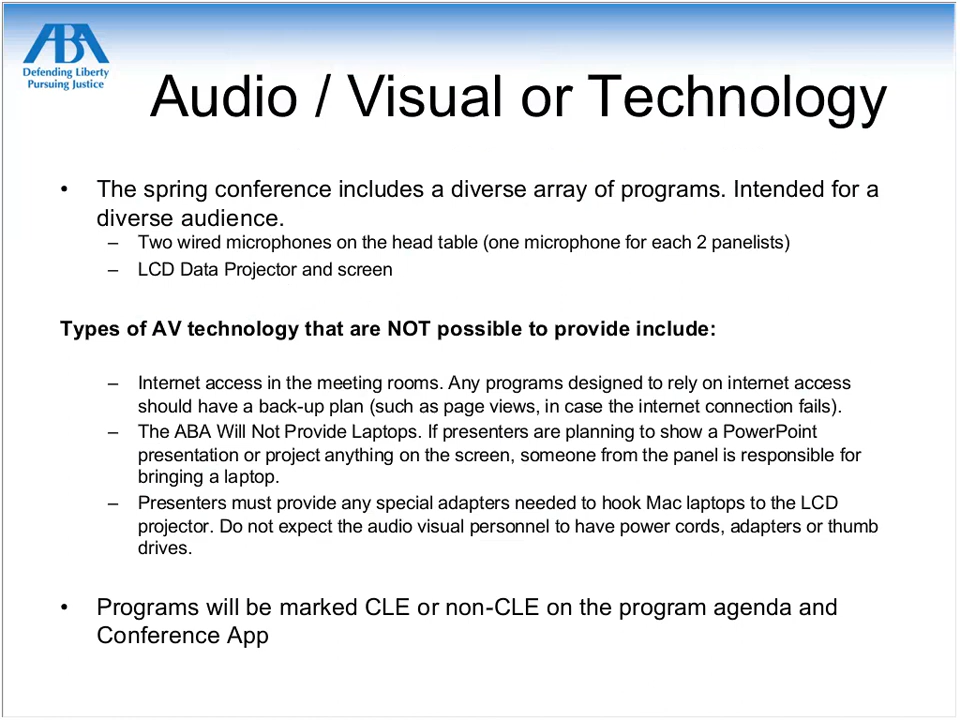 ABA
Defending Liberty
Pursuing Justice
Audio / Visual or Technology
• The spring conference includes a diverse array of programs. Intended for a
diverse audience.
– Two wired microphones on the head table (one microphone for each 2 panelists)
– LCD Data Projector and screen
Types of AV technology that are NOT possible to provide include:
– Internet access in the meeting rooms. Any programs designed to rely on internet access
should have a back-up plan (such as page views, in case the internet connection fails).
– The ABA Will Not Provide Laptops. If presenters are planning to show a PowerPoint
presentation or project anything on the screen, someone from the panel is responsible for
bringing a laptop.
– Presenters must provide any special adapters needed to hook Mac laptops to the LCD
projector. Do not expect the audio visual personnel to have power cords, adapters or thumb
drives.
• Programs will be marked CLE or non-CLE on the program agenda and
Conference App